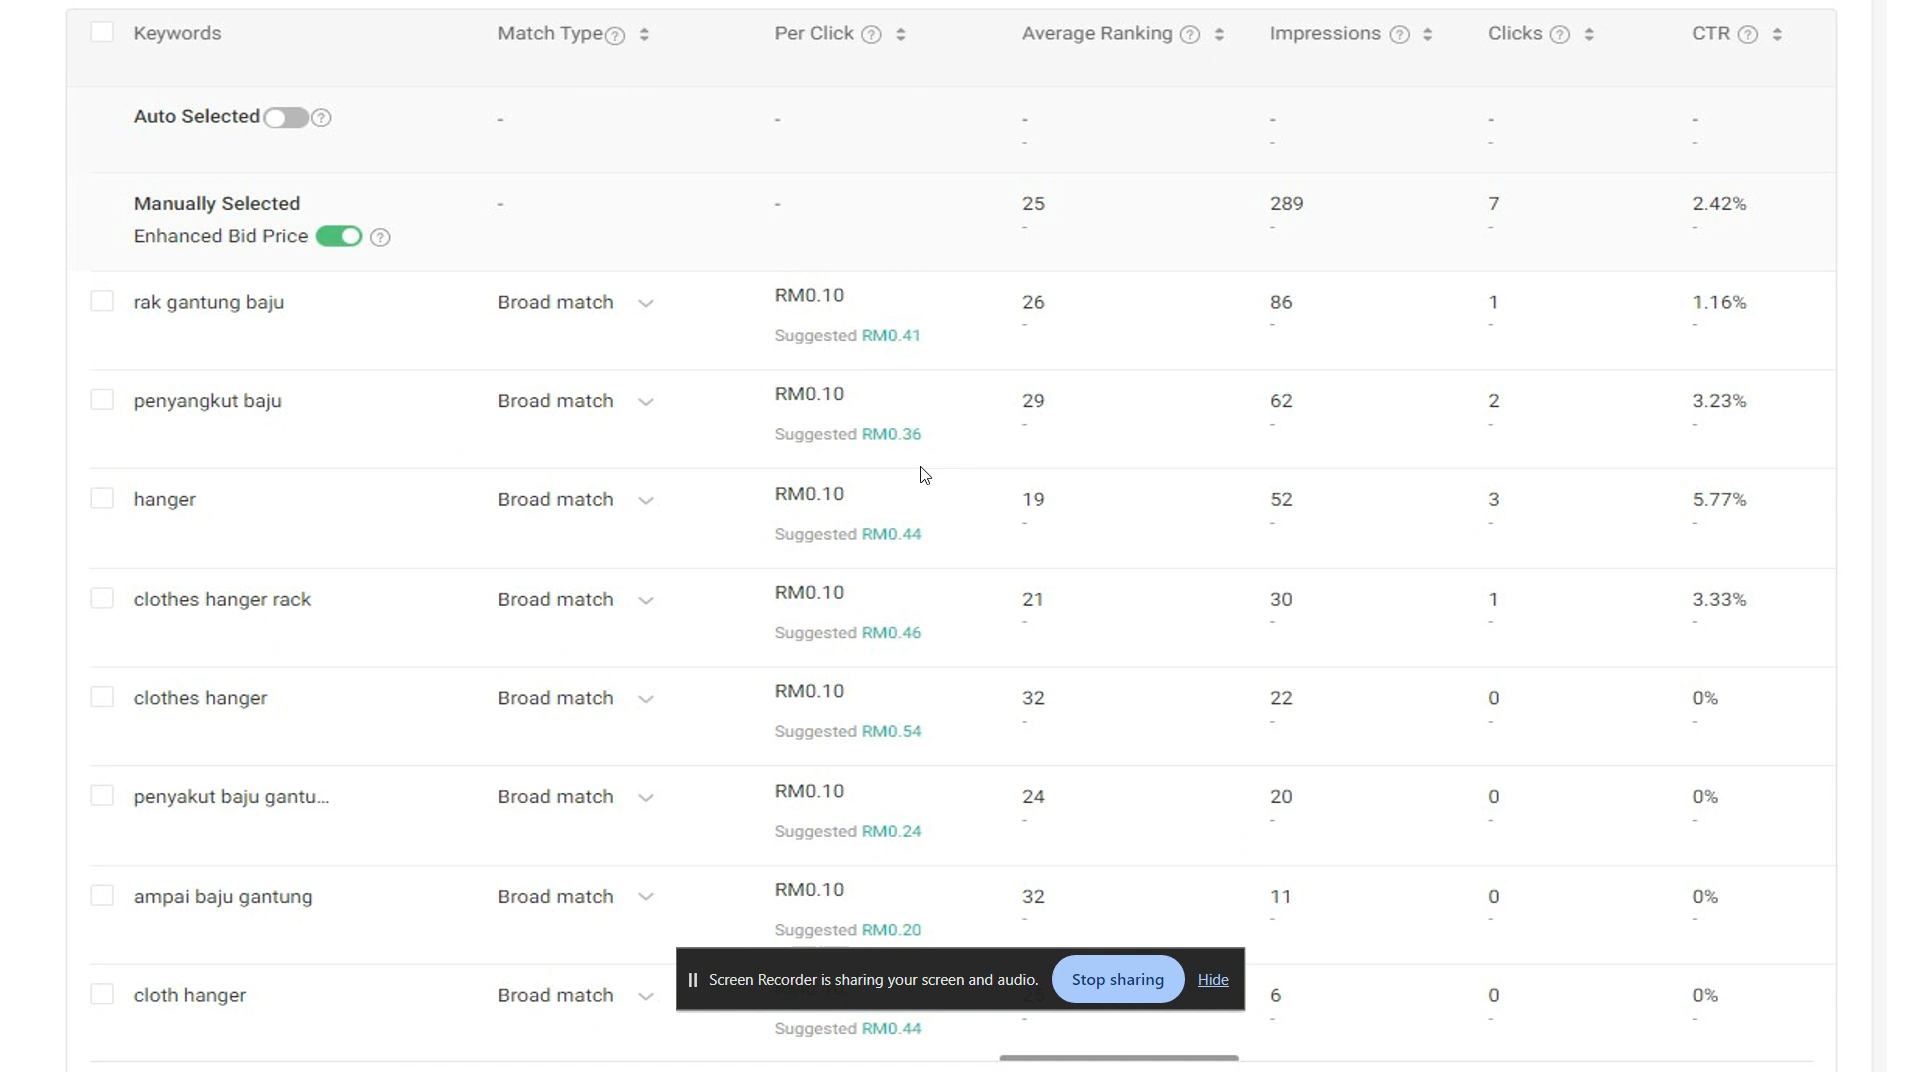 Keywords Match Type Per Click Average Ranking Impressions Clicks CTR
Auto Selected - - - - - -
- - - -
Manually Selected - - 25 289 7 2.42%
Enhanced Bid Price - - - -
rak gantung baju Broad match RM0.10 26 86 1 1.16%
Suggested RM0.41
penyangkut baju Broad match RM0.10 29 62 2 3.23%
Suggested RM0.36
hanger Broad match RM0.10 19 52 3 5.77%
Suggested RM0.44
clothes hanger rack Broad match RM0.10 21 30 1 3.33%
Suggested RM0.46
clothes hanger Broad match RM0.10 32 22 0 0%
Suggested RM0.54
penyakut baju gantu... Broad match RM0.10 24 20 0 0%
Suggested RM0.24
ampai baju gantung Broad match RM0.10 32 11 0 0%
Suggested RM0.20
Screen Recorder is sharing your screen and audio. Stop sharing Hide
cloth hanger Broad match 6 0 0%
Suggested RM0.44